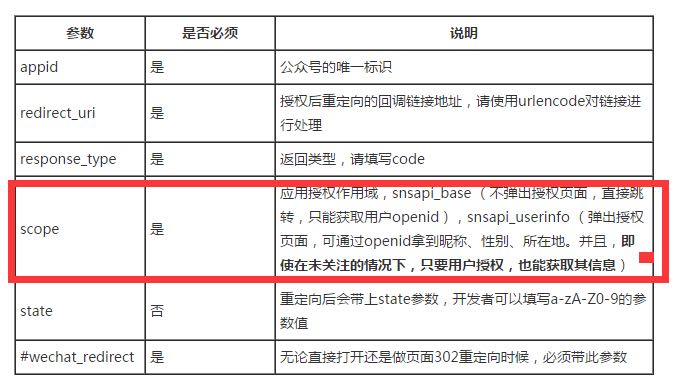 参数 是否必须 说明
appid 是 公众号的唯一标识
redirect_uri 是 授权后重定向的回调链接地址，请使用urlencode对链接进
行处理
response_type 是 返回类型，请填写code
scope 是 应用授权作用域，snsapi_base （不弹出授权页面，直接跳
转，只能获取用户openid），snsapi_userinfo （弹出授权
页面，可通过openid拿到昵称、性别、所在地。并且，即
使在未关注的情况下，只要用户授权，也能获取其信息）
state 否 重定向后会带上state参数，开发者可以填写a-zA-Z0-9的参
数值
#wechat_redirect 是 无论直接打开还是做页面302重定向时候，必须带此参数